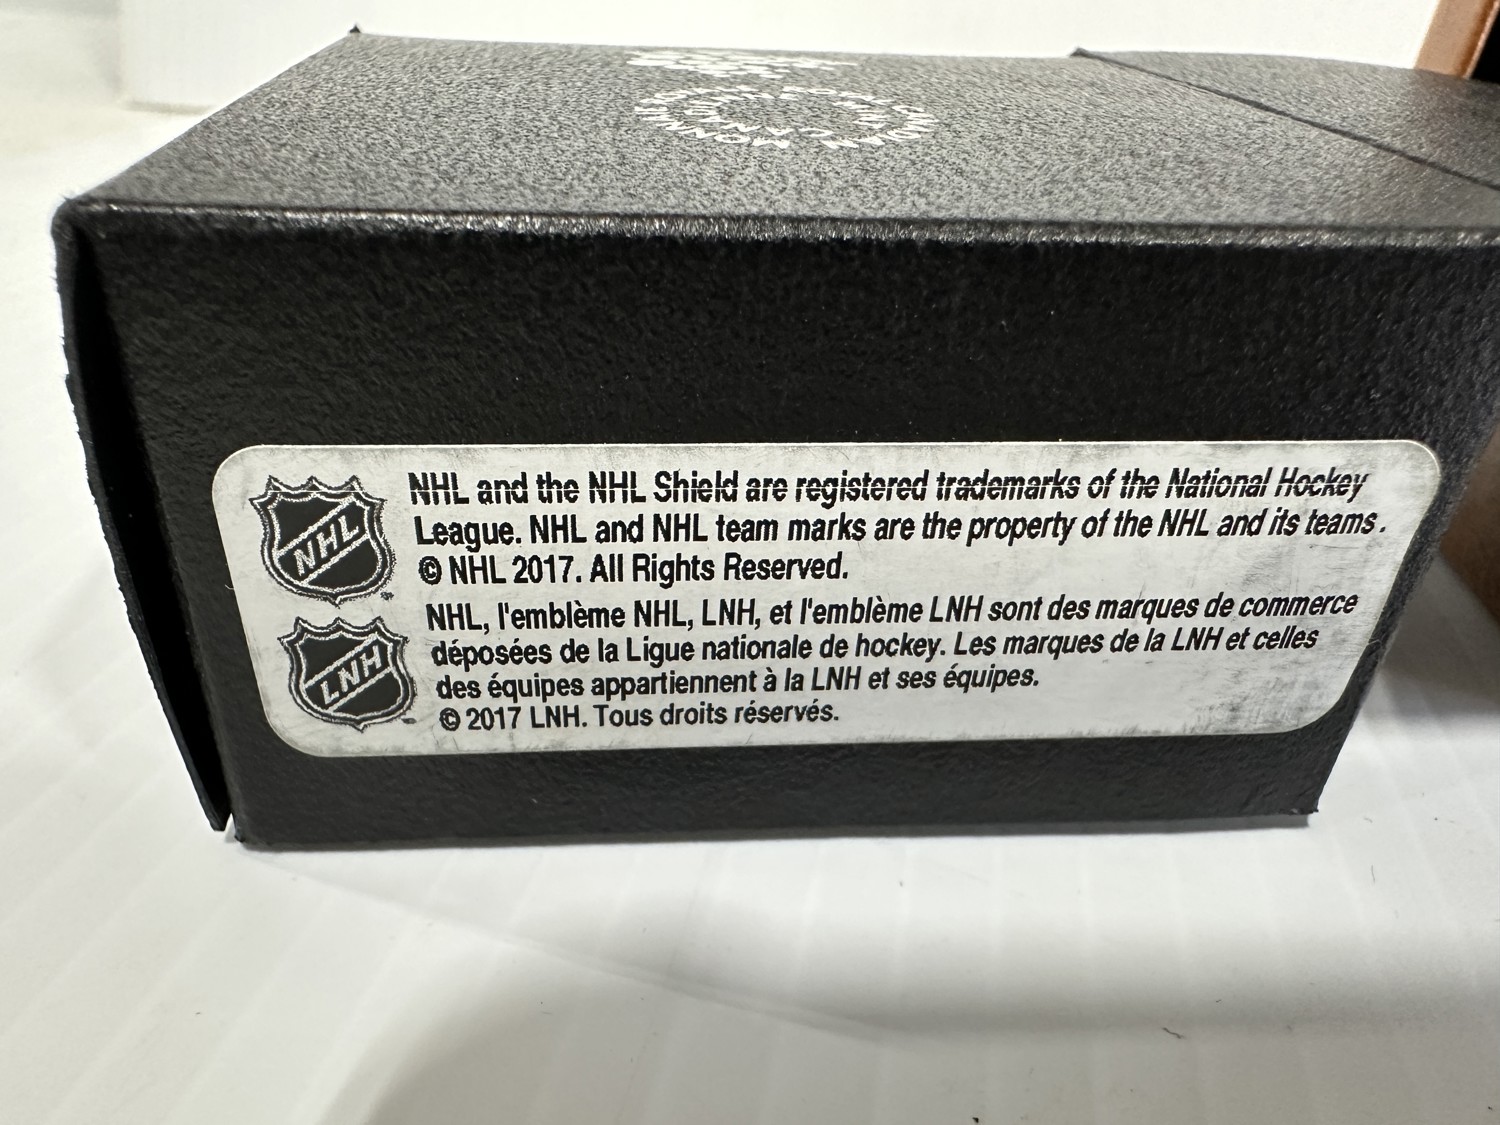 NHL
NHL and the NHL Shield are registered trademarks of the National Hockey
League. NHL and NHL team marks are the property of the NHL and its teams.
© NHL 2017. All Rights Reserved.
LNH
NHL, l'emblème NHL, LNH, et l'emblème LNH sont des marques de commerce
déposées de la Ligue nationale de hockey. Les marques de la LNH et celles
des équipes appartiennent à la LNH et ses équipes.
© 2017 LNH. Tous droits réservés.